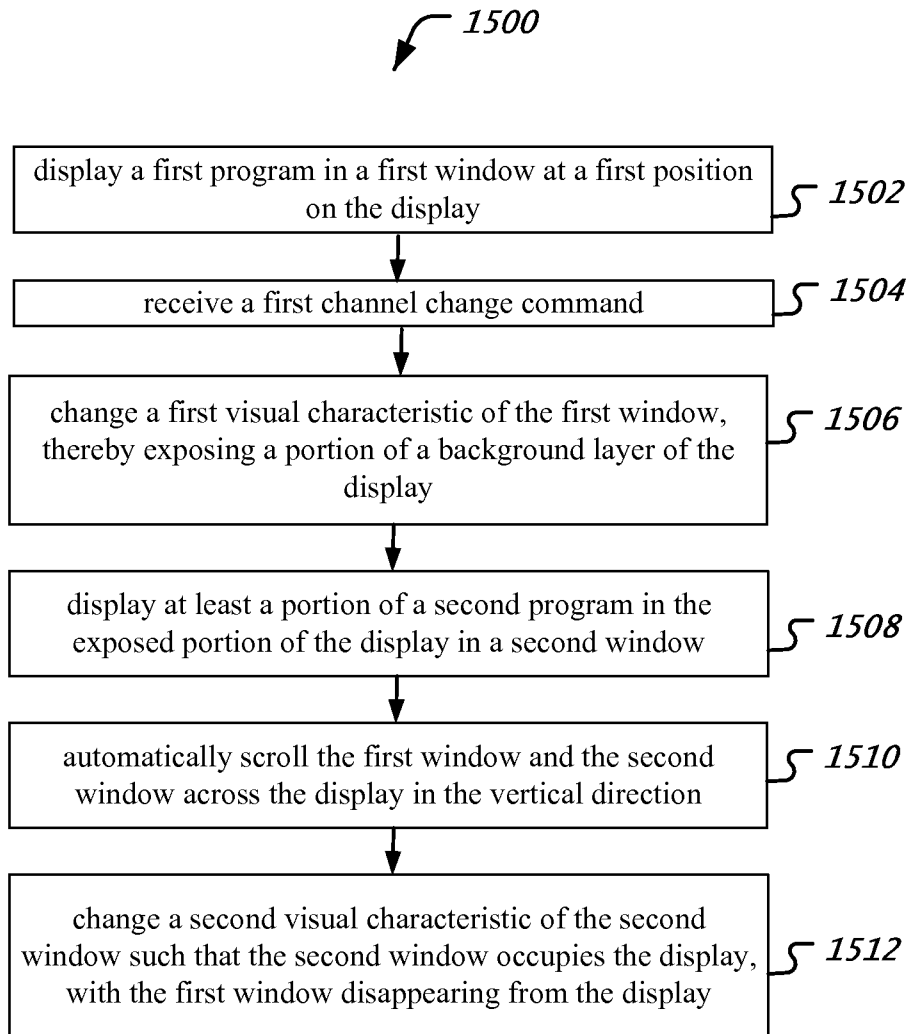 1500
display a first program in a first window at a first position
on the display
1502
receive a first channel change command
1504
change a first visual characteristic of the first window,
thereby exposing a portion of a background layer of the
display
1506
display at least a portion of a second program in the
exposed portion of the display in a second window
1508
automatically scroll the first window and the second
window across the display in the vertical direction
1510
change a second visual characteristic of the second
window such that the second window occupies the display,
with the first window disappearing from the display
1512